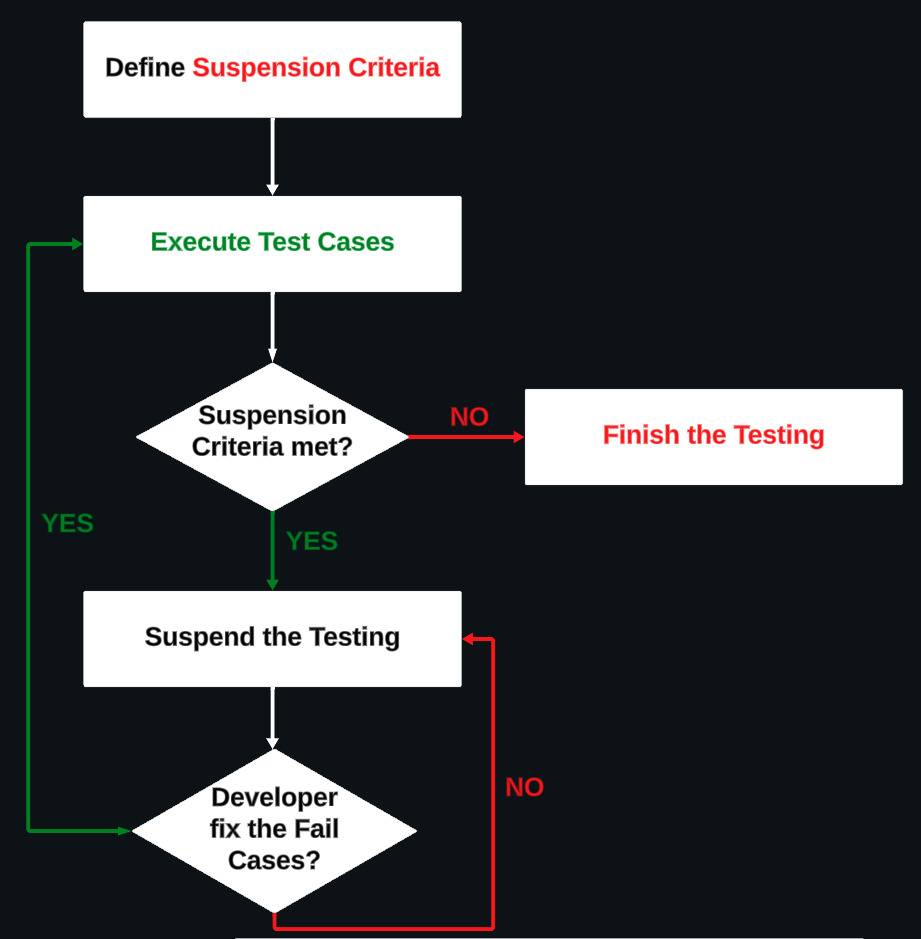 Define Suspension Criteria
Execute Test Cases
Suspension
Criteria met?
NO
Finish the Testing
YES
YES
Suspend the Testing
NO
Developer
fix the Fail
Cases?